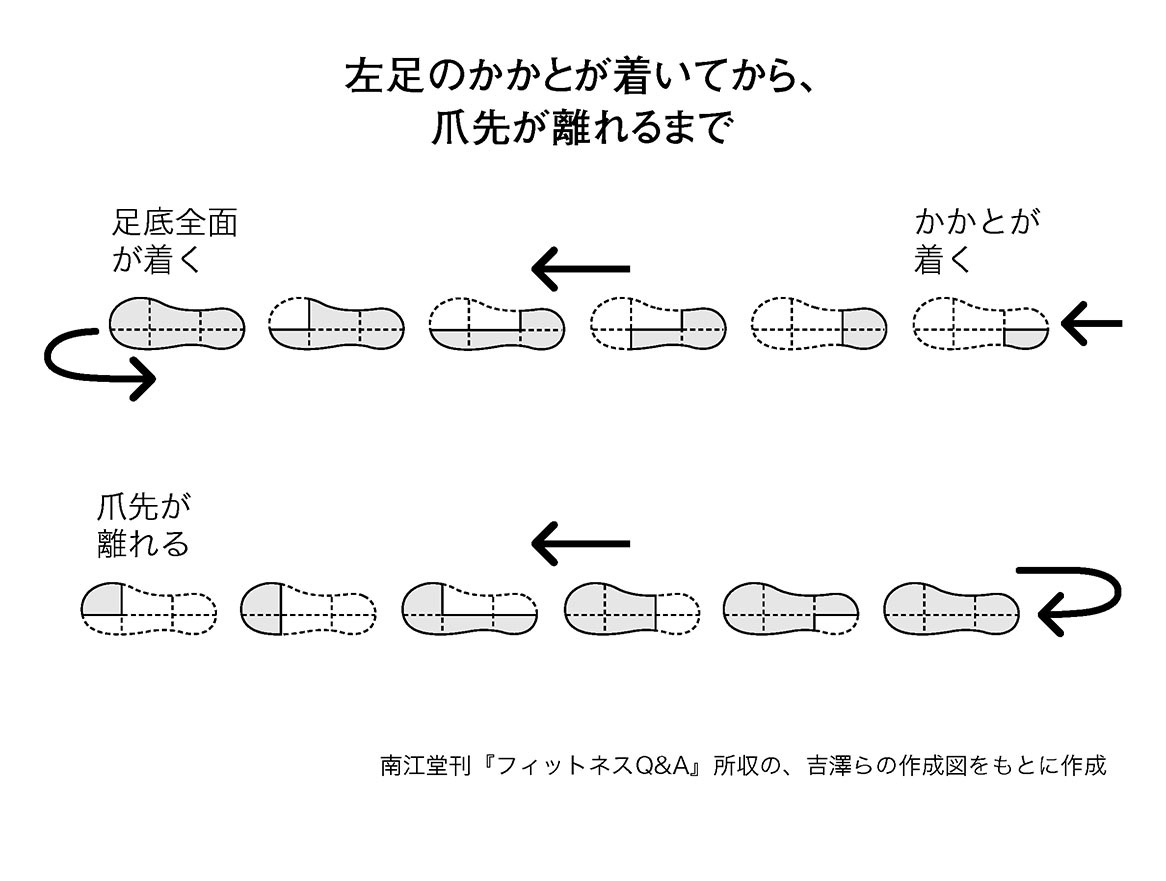 左足のかかとが着いてから、
爪先が離れるまで
足底全面
が着く
かかとが
着く
爪先が
離れる
南江堂刊『フィットネスQ&A』所収の、吉澤らの作成図をもとに作成